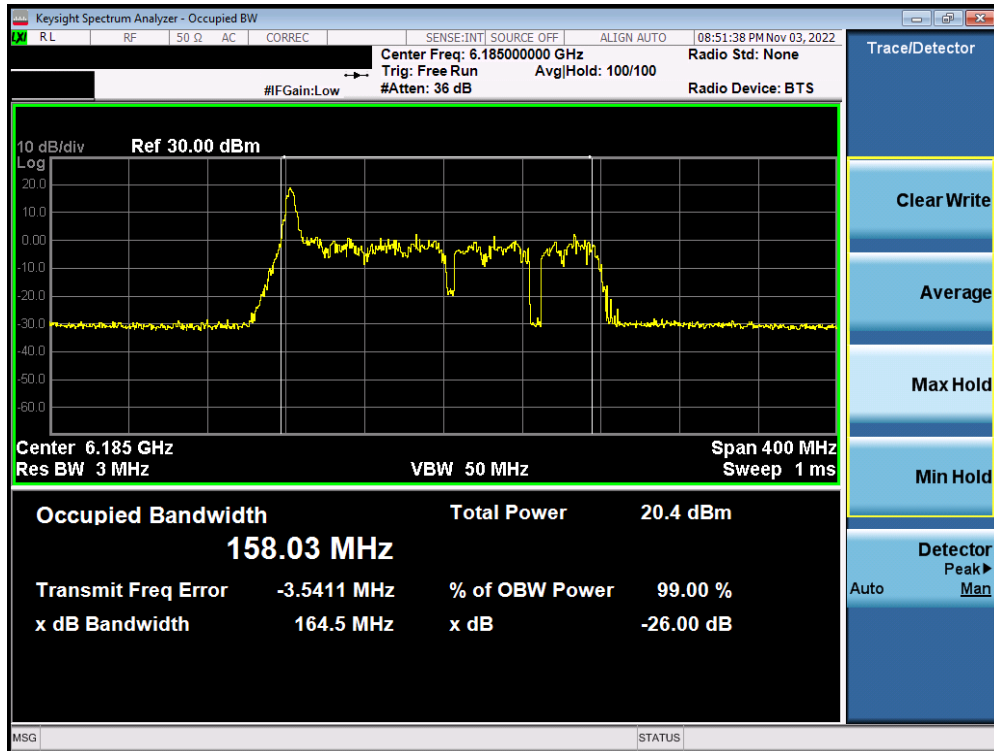 Keysight Spectrum Analyzer - Occupied BW
LXI RL RF 50 Ω AC CORREC SENSE:INT SOURCE OFF ALIGN AUTO 08:51:38 PM Nov 03, 2022
Center Freq: 6.185000000 GHz Radio Std: None
Trig: Free Run Avg|Hold: 100/100
#IFGain:Low #Atten: 36 dB Radio Device: BTS
10 dB/div Ref 30.00 dBm
Log
20.0
10.0
0.00
-10.0
-20.0
-30.0
-40.0
-50.0
-60.0
Center 6.185 GHz Span 400 MHz
Res BW 3 MHz VBW 50 MHz Sweep 1 ms
Occupied Bandwidth Total Power 20.4 dBm
158.03 MHz
Transmit Freq Error -3.5411 MHz % of OBW Power 99.00 %
x dB Bandwidth 164.5 MHz x dB -26.00 dB
Trace/Detector
Clear Write
Average
Max Hold
Min Hold
Detector
Peak▶
Auto Man
MSG STATUS